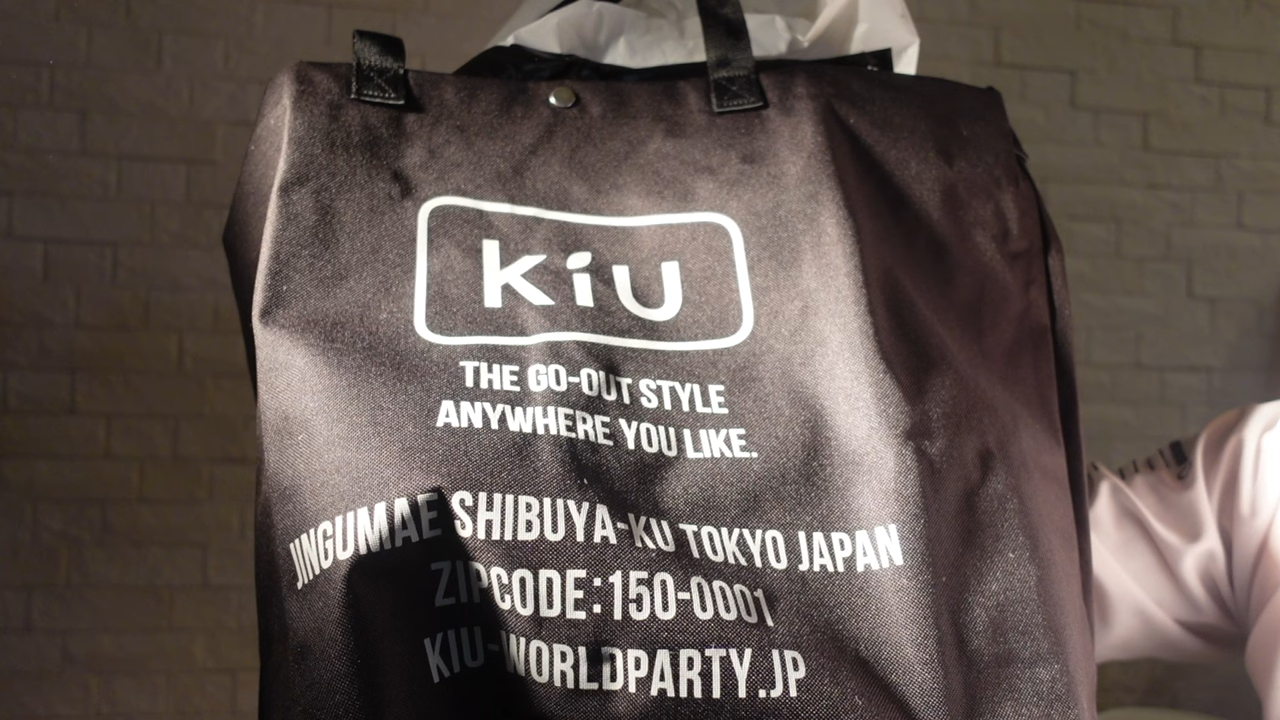 kiu
THE GO-OUT STYLE
ANYWHERE YOU LIKE.
JINGUMAE SHIBUYA-KU TOKYO JAPAN
ZIPCODE:150-0001
KIU-WORLDPARTY.JP